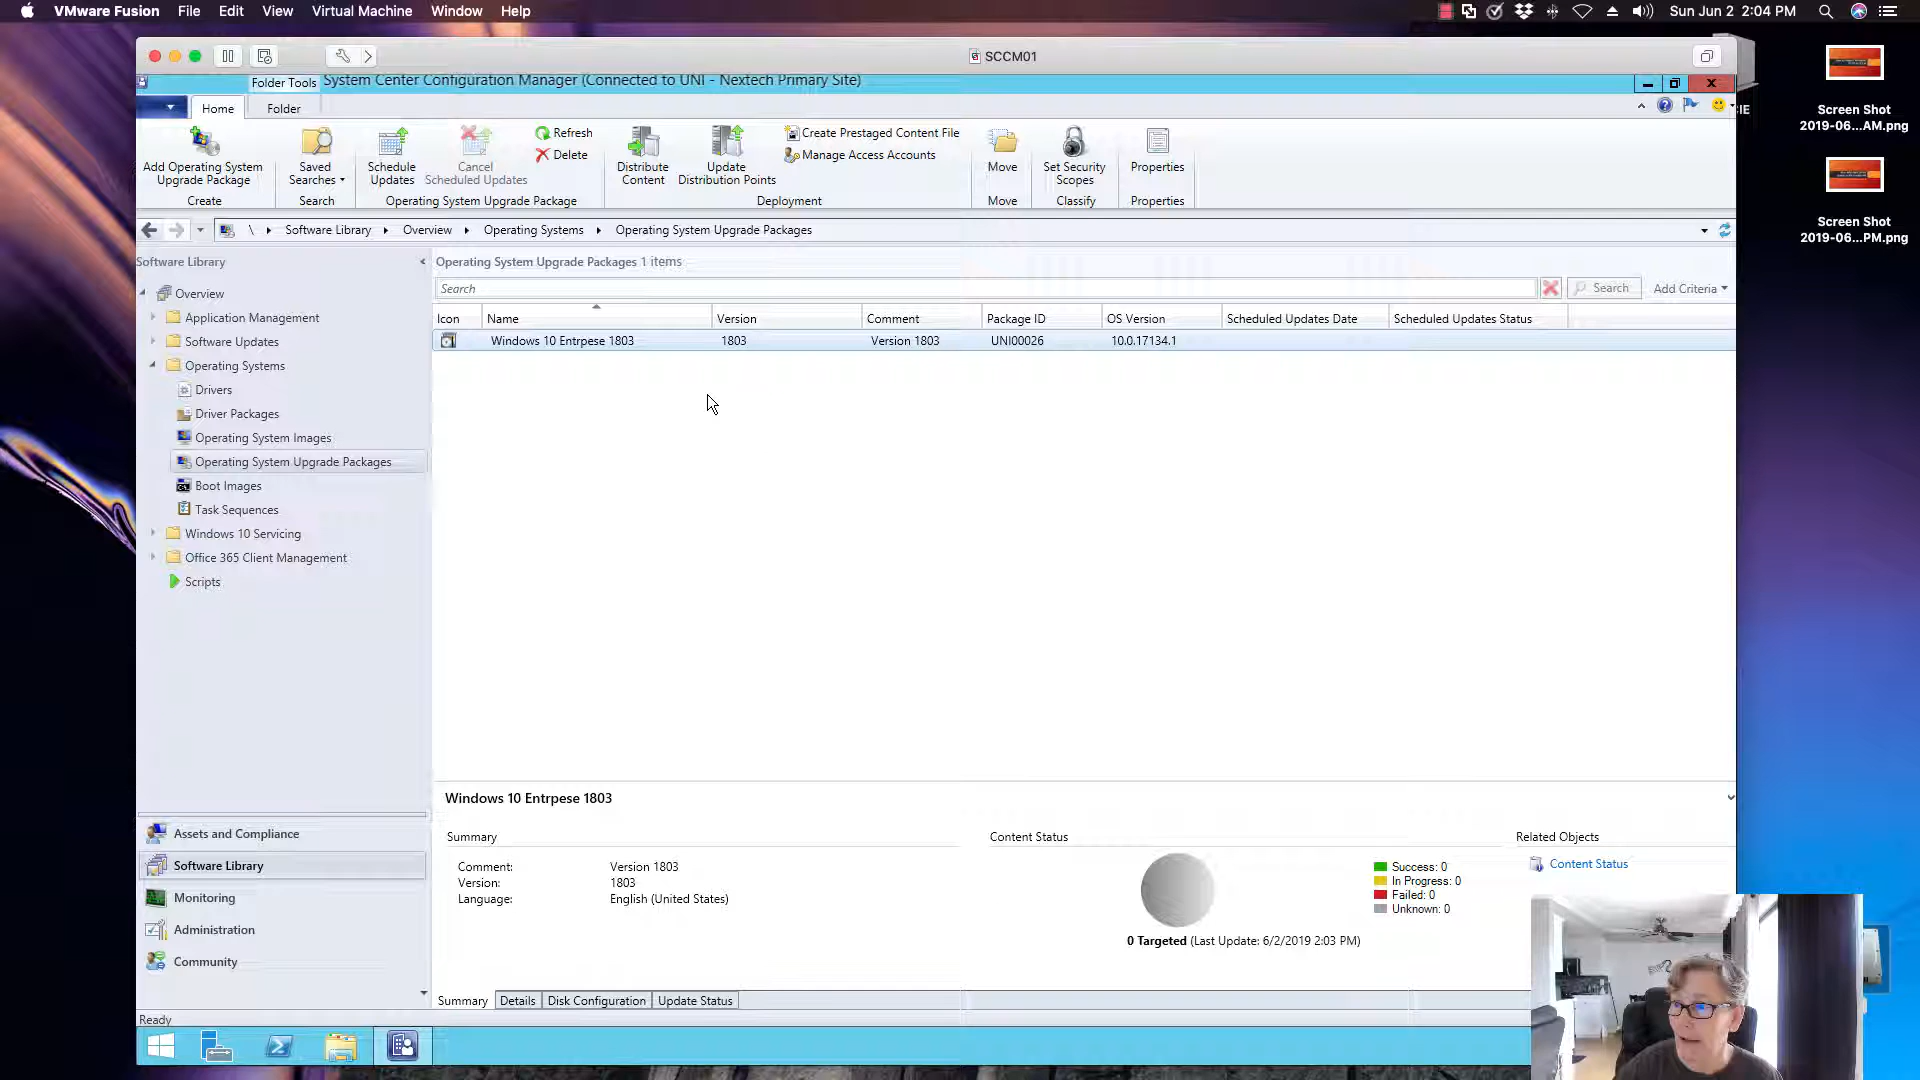 VMware Fusion File Edit View Virtual Machine Window Help Sun Jun 2 2:04 PM
SCCM01
Folder Tools System Center Configuration Manager (Connected to UNI - Nextech Primary Site)
Home Folder
Add Operating System Upgrade Package
Create
Saved Searches
Search
Schedule Updates
Cancel Scheduled Updates
Refresh
Delete
Operating System Upgrade Package
Distribute Content
Update Distribution Points
Create Prestaged Content File
Manage Access Accounts
Deployment
Move
Move
Set Security Scopes
Classify
Properties
Properties
\ Software Library Overview Operating Systems Operating System Upgrade Packages
Software Library
Overview
Application Management
Software Updates
Operating Systems
Drivers
Driver Packages
Operating System Images
Operating System Upgrade Packages
Boot Images
Task Sequences
Windows 10 Servicing
Office 365 Client Management
Scripts
Assets and Compliance
Software Library
Monitoring
Administration
Community
Operating System Upgrade Packages 1 items
Search Search Add Criteria
Icon Name Version Comment Package ID OS Version Scheduled Updates Date Scheduled Updates Status
Windows 10 Entrpese 1803 1803 Version 1803 UNI00026 10.0.17134.1
Windows 10 Entrpese 1803
Summary
Comment: Version 1803
Version: 1803
Language: English (United States)
Content Status
Success: 0
In Progress: 0
Failed: 0
Unknown: 0
0 Targeted (Last Update: 6/2/2019 2:03 PM)
Related Objects
Content Status
Summary Details Disk Configuration Update Status
Ready
Screen Shot
2019-06...AM.png
Screen Shot
2019-06...PM.png